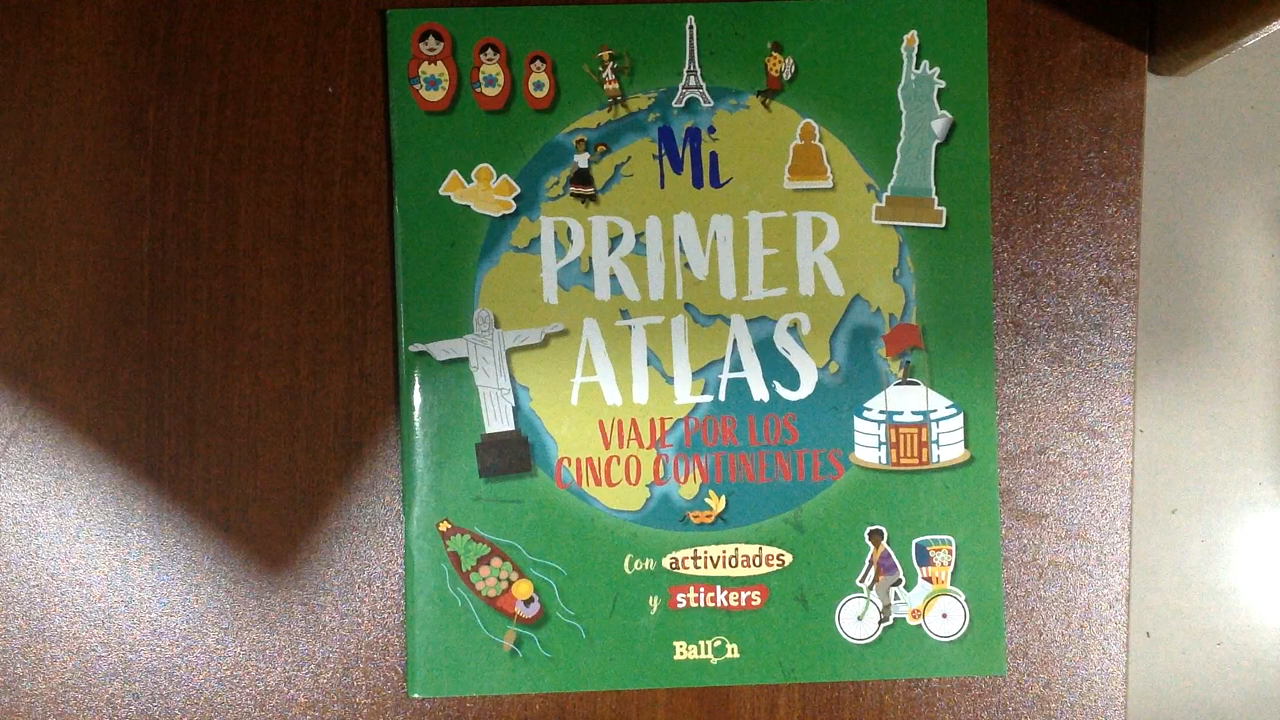 Mi
PRIMER
ATLAS
VIAJE POR LOS
CINCO CONTINENTES
Con actividades
y stickers
Ballon